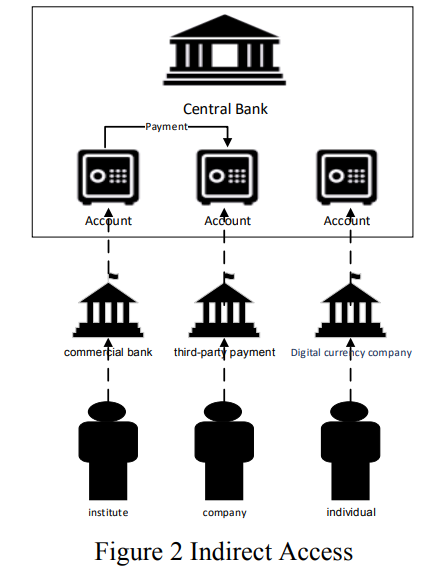 Central Bank
Payment
Account Account Account
commercial bank third-party payment Digital currency company
institute company individual
Figure 2 Indirect Access